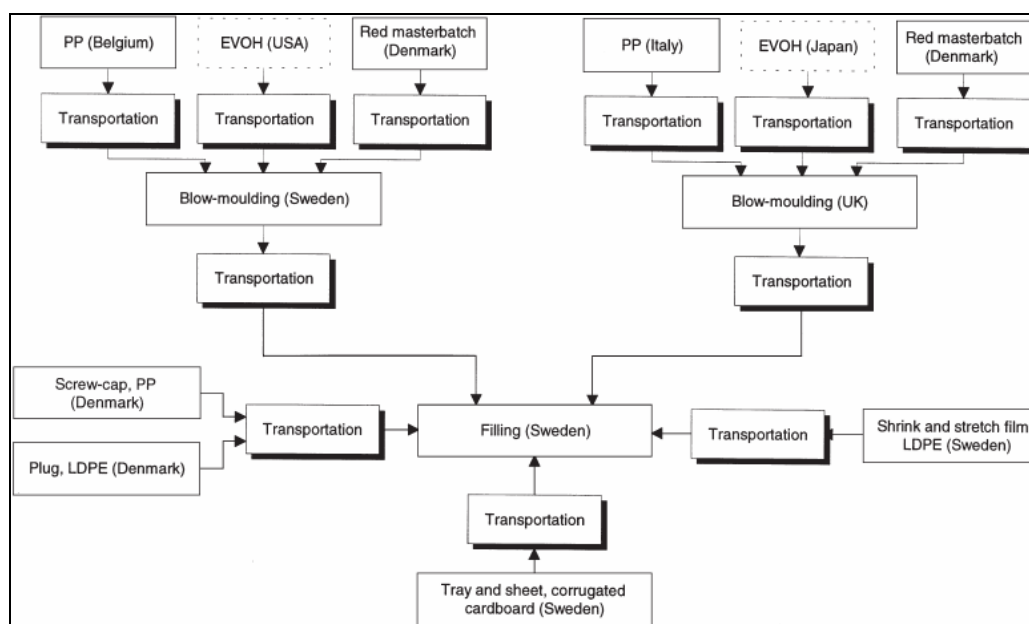 PP (Belgium)
EVOH (USA)
Red masterbatch
(Denmark)
PP (Italy)
EVOH (Japan)
Red masterbatch
(Denmark)
Transportation
Transportation
Transportation
Transportation
Transportation
Transportation
Blow-moulding (Sweden)
Blow-moulding (UK)
Transportation
Transportation
Screw-cap, PP
(Denmark)
Plug, LDPE (Denmark)
Transportation
Filling (Sweden)
Transportation
Shrink and stretch film,
LDPE (Sweden)
Transportation
Tray and sheet, corrugated
cardboard (Sweden)